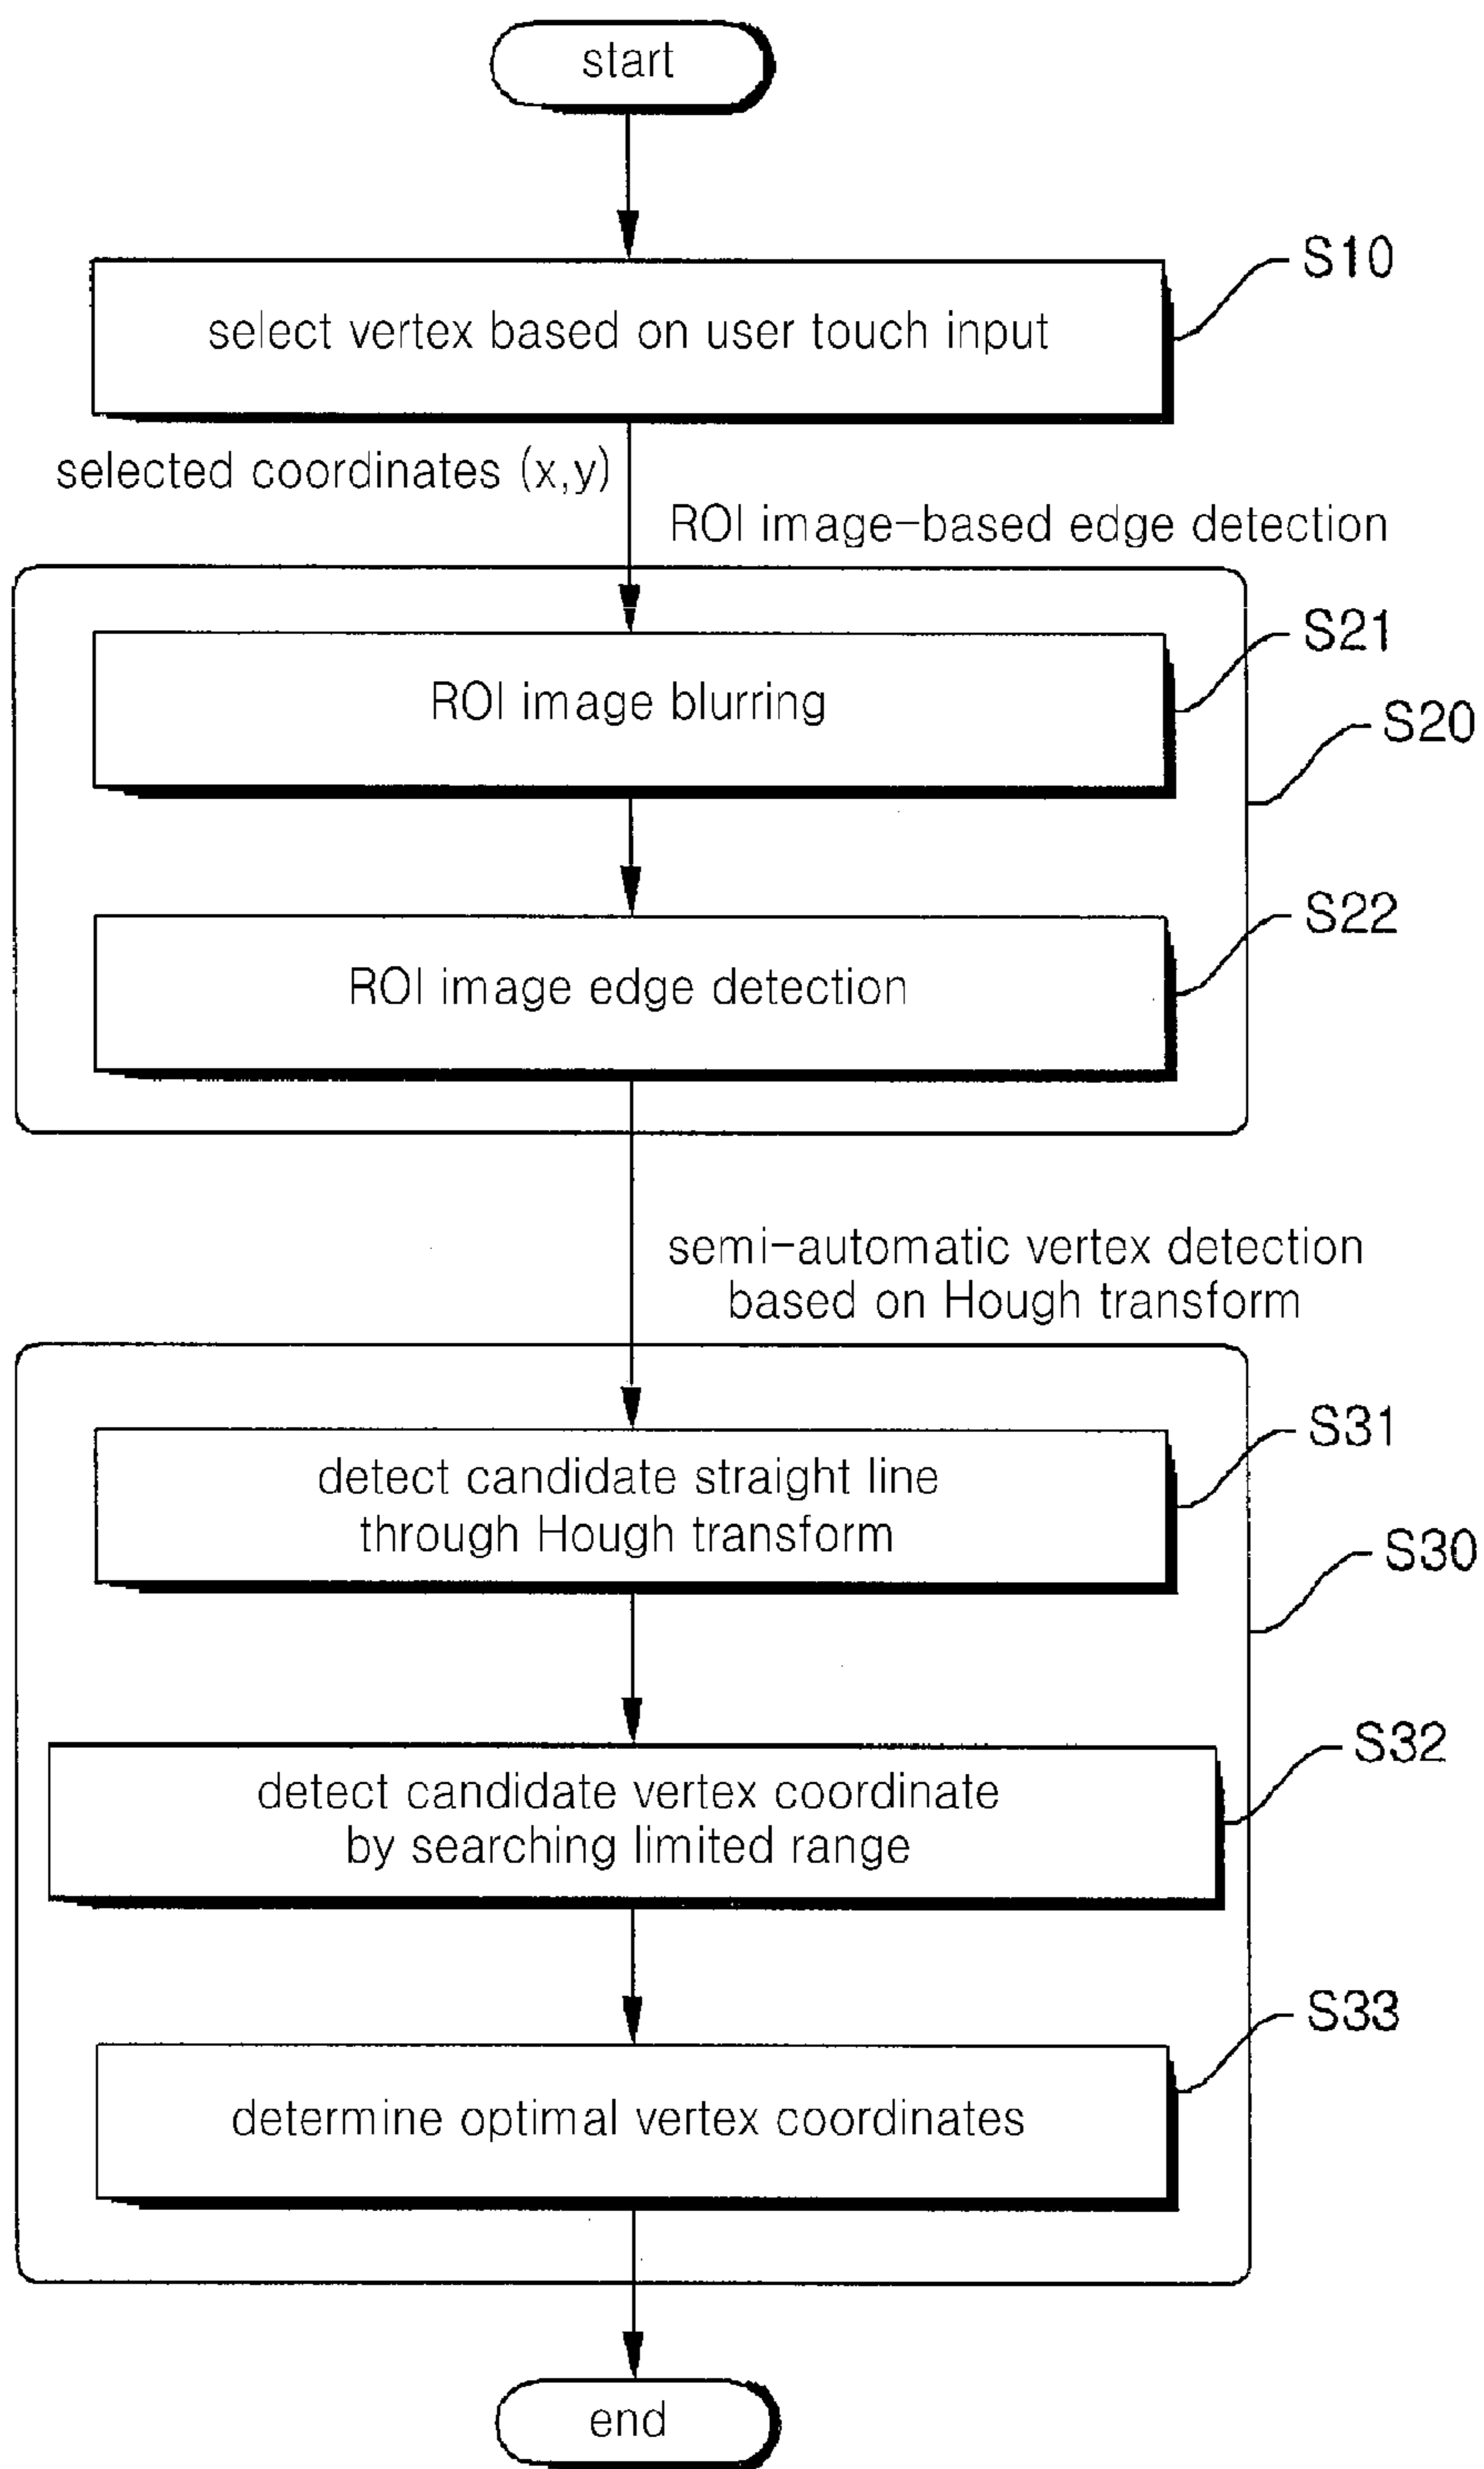 start
S10
select vertex based on user touch input
selected coordinates (x,y)
ROI image-based edge detection
S21
ROI image blurring
S20
S22
ROI image edge detection
semi-automatic vertex detection
based on Hough transform
S31
detect candidate straight line
through Hough transform
S30
S32
detect candidate vertex coordinate
by searching limited range
S33
determine optimal vertex coordinates
end